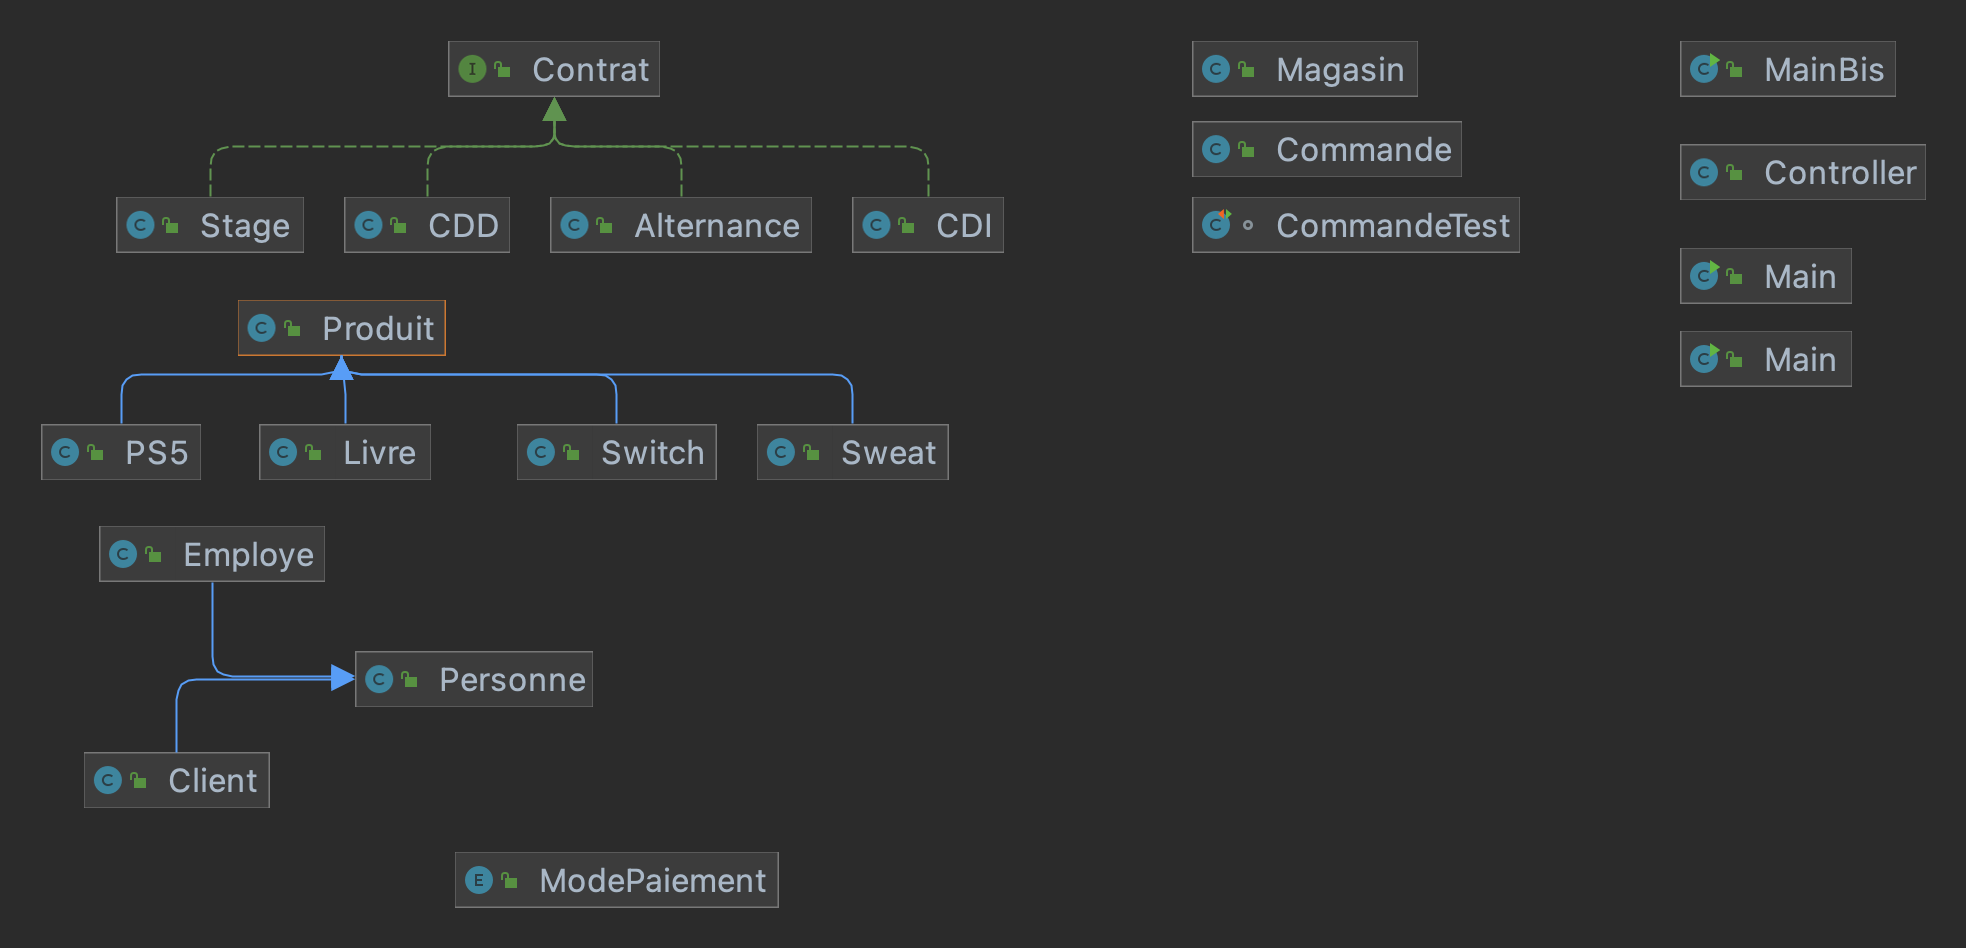 Contrat
Stage
CDD
Alternance
CDI
Produit
PS5
Livre
Switch
Sweat
Employe
Personne
Client
ModePaiement
Magasin
Commande
CommandeTest
MainBis
Controller
Main
Main